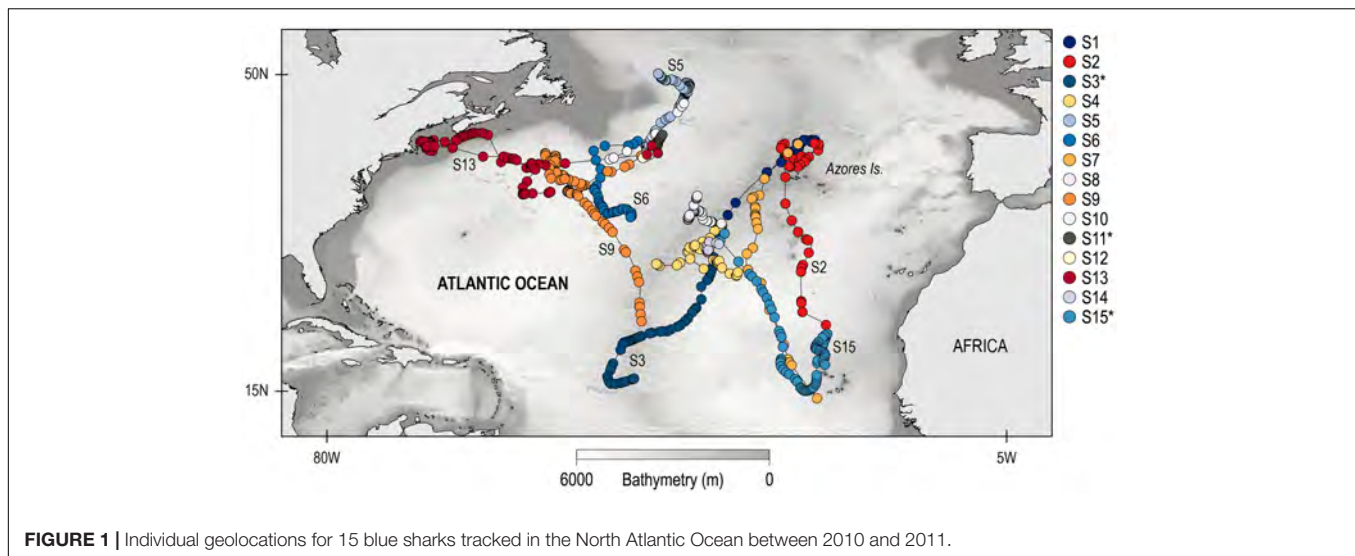 50N
S5
S13
Azores Is.
S6
S9
S2
ATLANTIC OCEAN
S15
AFRICA
S3
15N
80W
5W
6000 Bathymetry (m) 0
S1
S2
S3*
S4
S5
S6
S7
S8
S9
S10
S11*
S12
S13
S14
S15*
FIGURE 1 | Individual geolocations for 15 blue sharks tracked in the North Atlantic Ocean between 2010 and 2011.